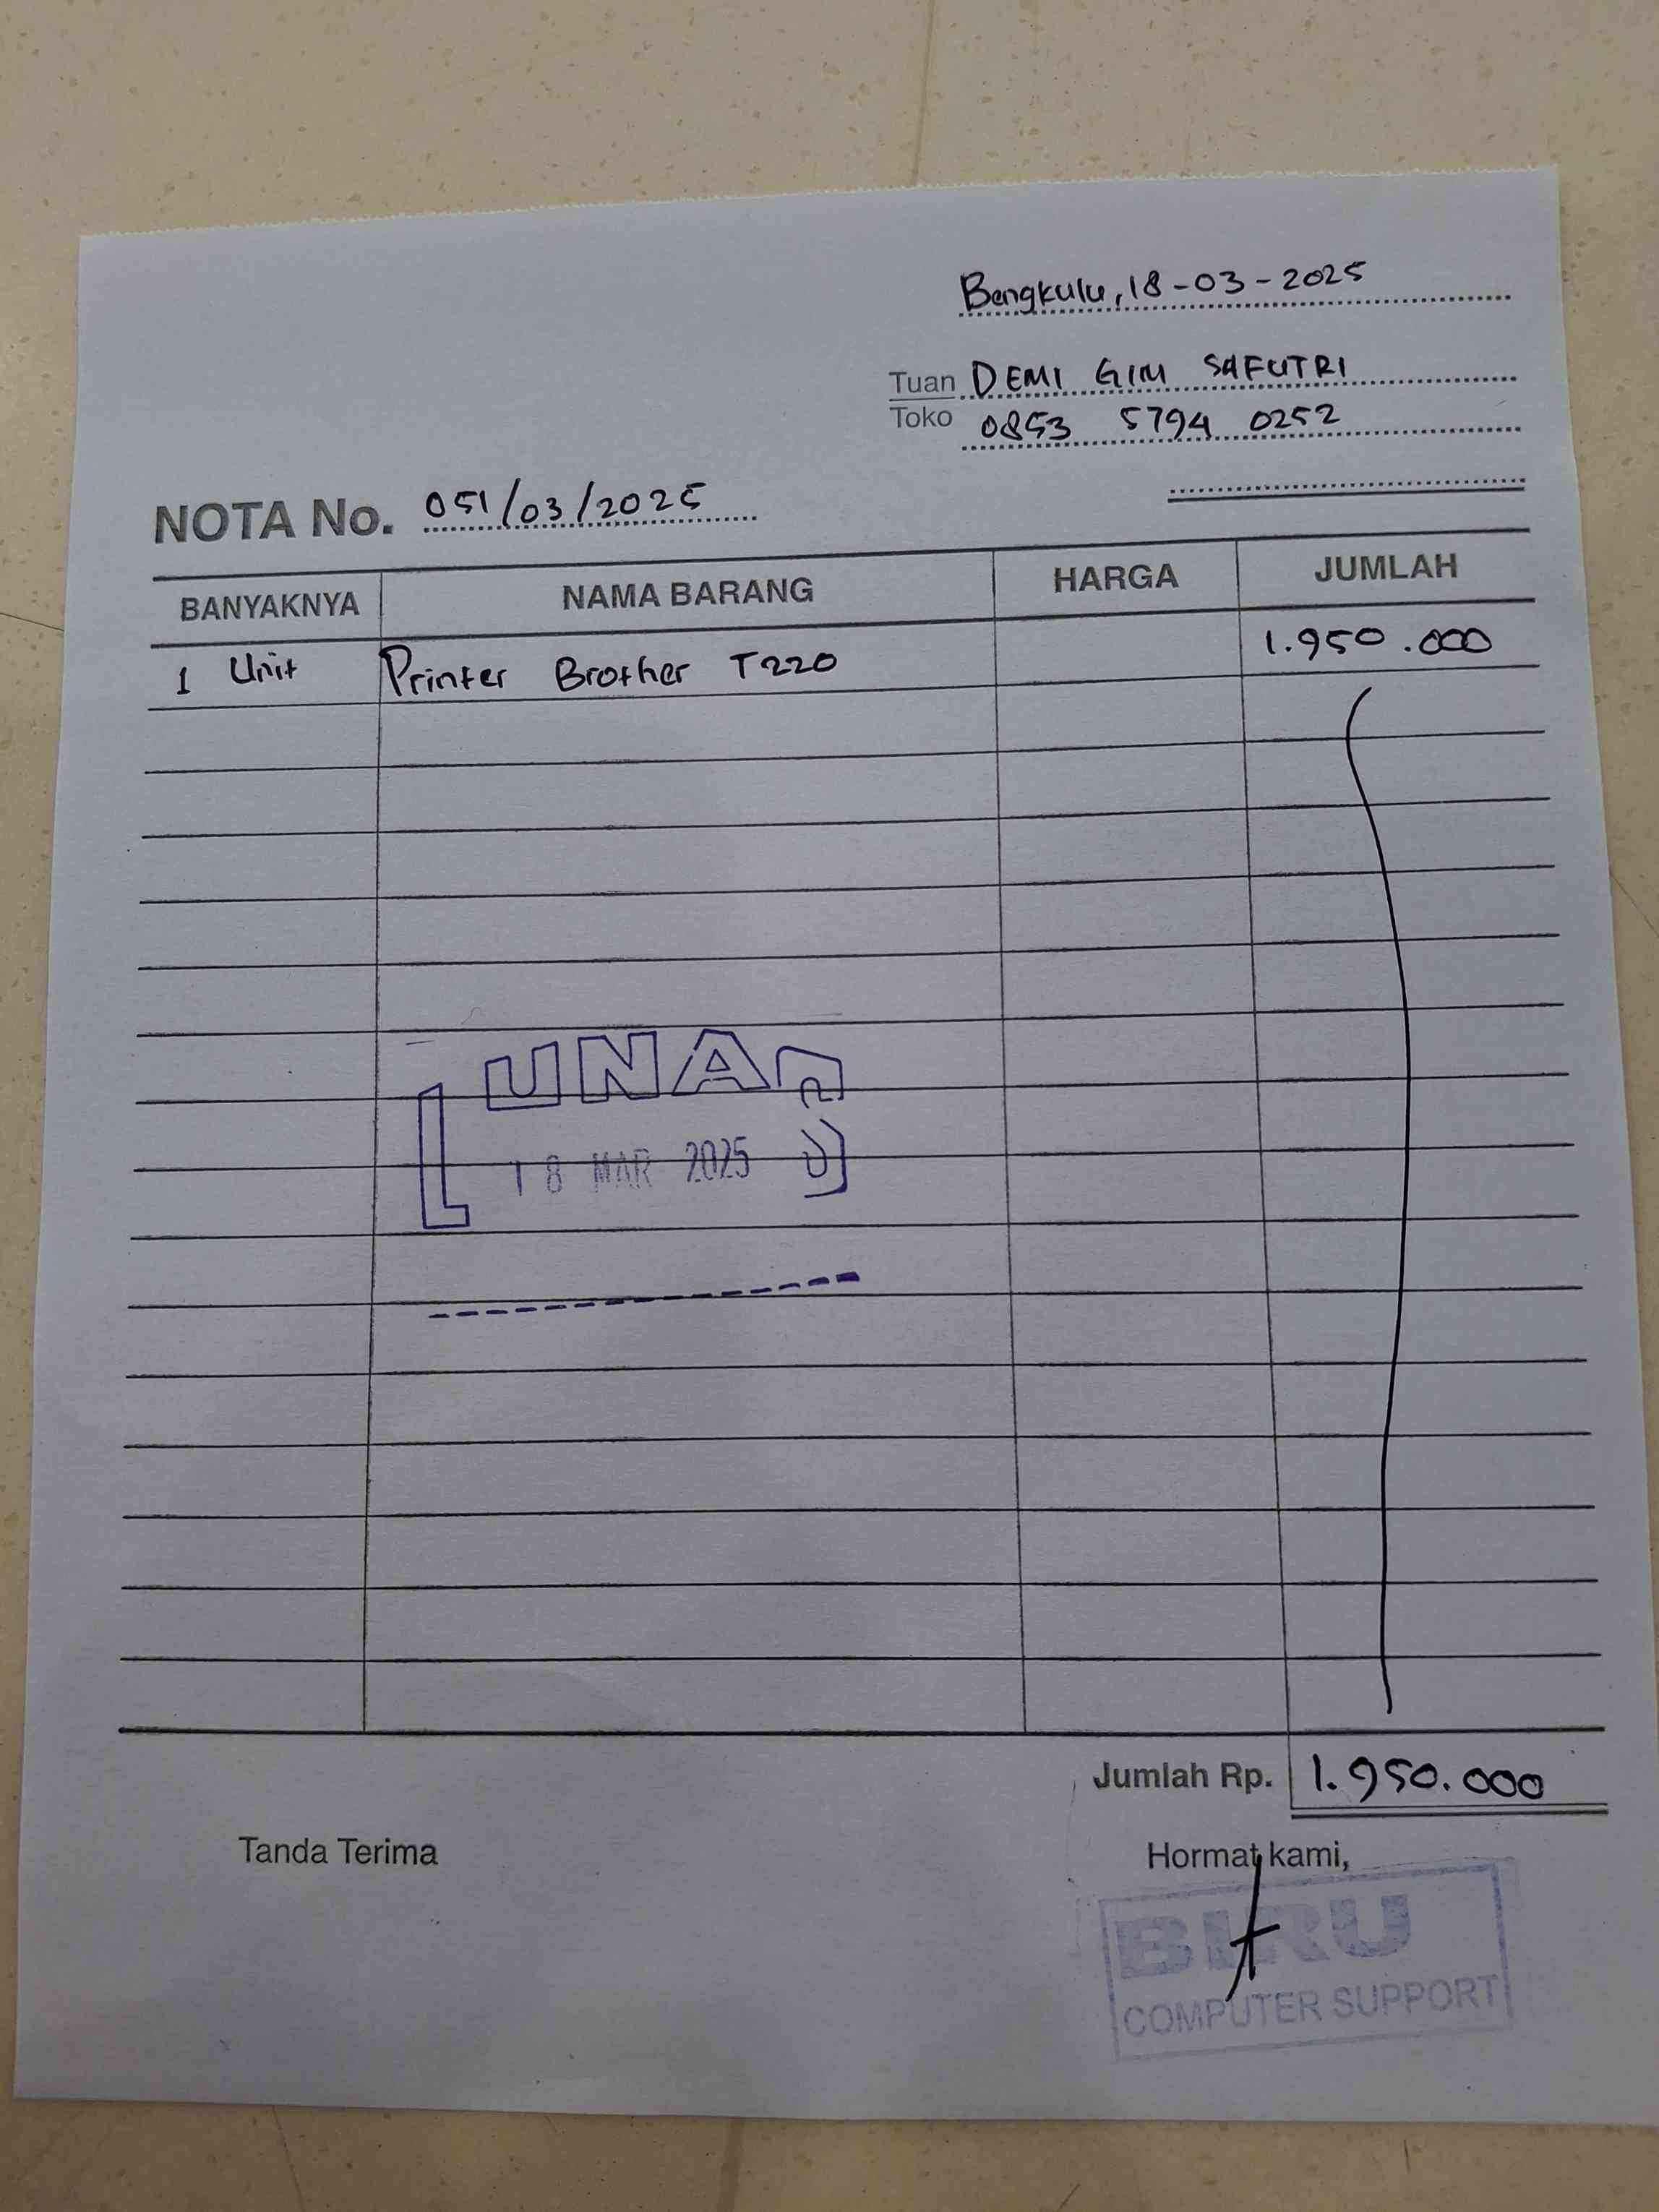 Bengkulu, 18-03-2025
Tuan DEMI GIM SAFUTRI
Toko 0853 5794 0252
NOTA No. 051/03/2025
BANYAKNYA NAMA BARANG HARGA JUMLAH
1 Unit Printer Brother T220 1.950.000
LUNAS
18 MAR 2025
Jumlah Rp. 1.950.000
Tanda Terima Hormat kami,
BIRU
COMPUTER SUPPORT